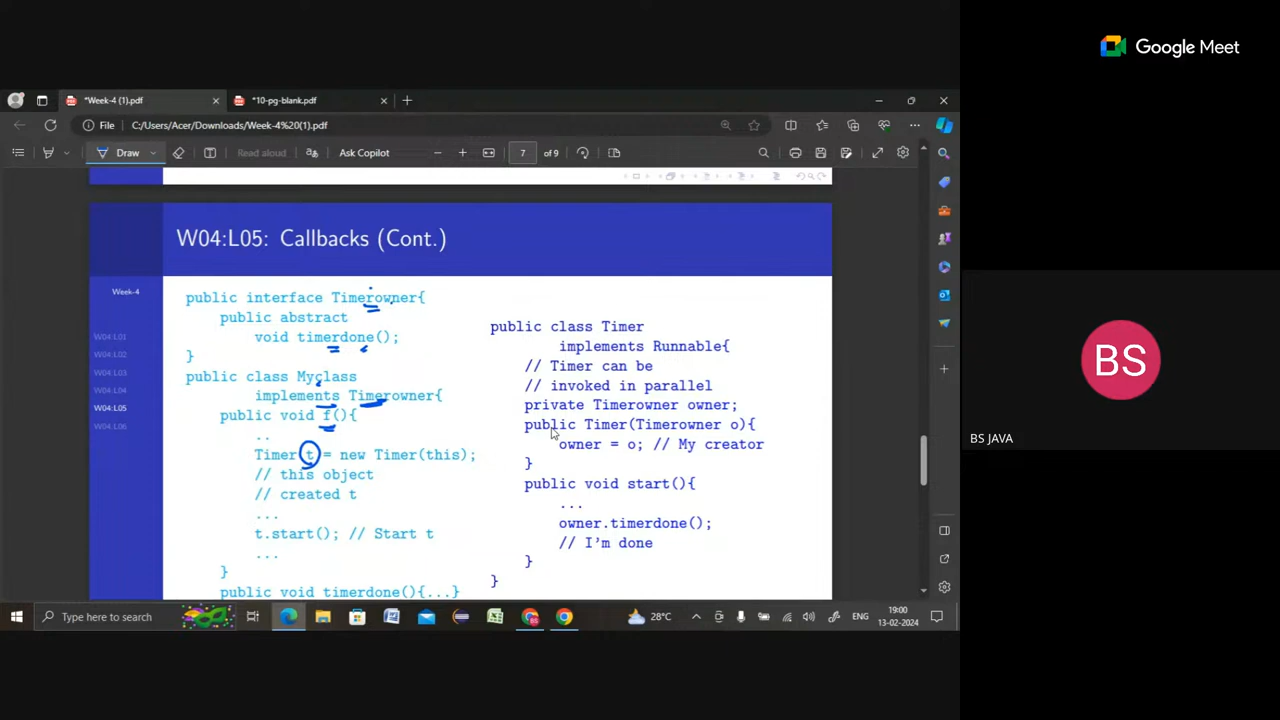 Google Meet
*Week-4 (1).pdf
*10-pg-blank.pdf
File
C:/Users/Acer/Downloads/Week-4%20(1).pdf
Draw
Read aloud
Ask Copilot
7
of 9
W04:L05: Callbacks (Cont.)
Week-4
W04:L01
W04:L02
W04:L03
W04:L04
W04:L05
W04:L06
public interface Timerowner{
public abstract
void timerdone();
}
public class Myclass
implements Timerowner{
public void f(){
..
Timer t = new Timer(this);
// this object
// created t
...
t.start(); // Start t
...
}
public void timerdone(){...}
public class Timer
implements Runnable{
// Timer can be
// invoked in parallel
private Timerowner owner;
public Timer(Timerowner o){
owner = o; // My creator
}
public void start(){
...
owner.timerdone();
// I'm done
}
}
BS
BS JAVA
Type here to search
28°C
ENG
19:00
13-02-2024